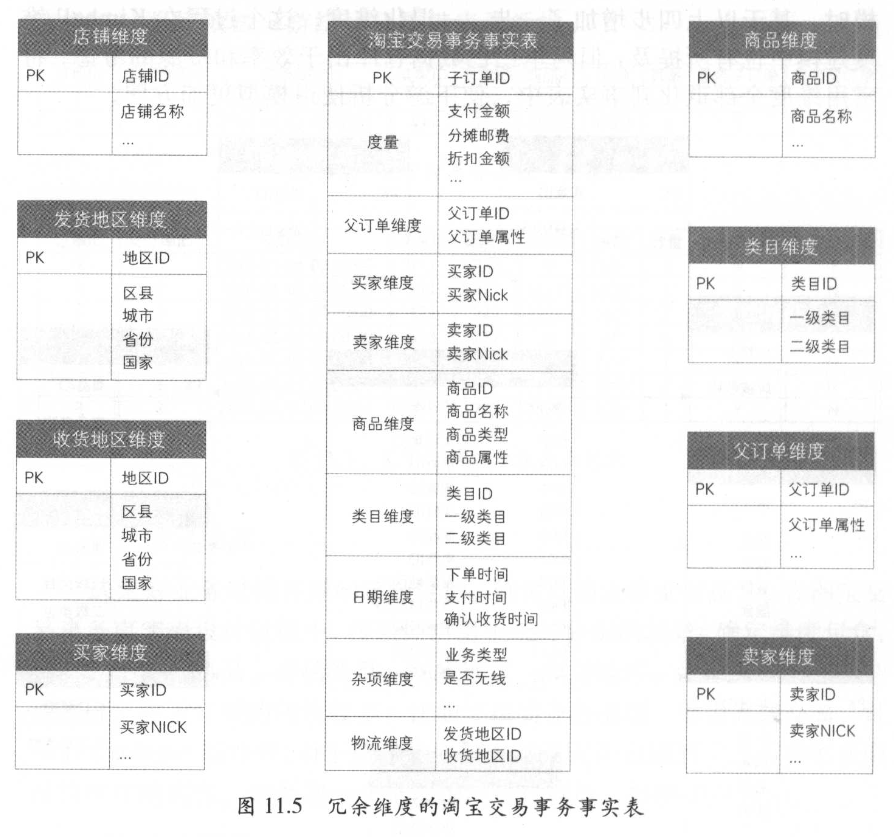 店铺维度
PK 店铺ID
店铺名称
...
发货地区维度
PK 地区ID
区县
城市
省份
国家
收货地区维度
PK 地区ID
区县
城市
省份
国家
买家维度
PK 买家ID
买家NICK
...
淘宝交易事务事实表
PK 子订单ID
度量
支付金额
分摊邮费
折扣金额
...
父订单维度
父订单ID
父订单属性
买家维度
买家ID
买家Nick
卖家维度
卖家ID
卖家Nick
商品维度
商品ID
商品名称
商品类型
商品属性
类目维度
类目ID
一级类目
二级类目
日期维度
下单时间
支付时间
确认收货时间
杂项维度
业务类型
是否无线
...
物流维度
发货地区ID
收货地区ID
商品维度
PK 商品ID
商品名称
...
类目维度
PK 类目ID
一级类目
二级类目
父订单维度
PK 父订单ID
父订单属性
...
卖家维度
PK 卖家ID
卖家NICK
...
图 11.5 冗余维度的淘宝交易事务事实表